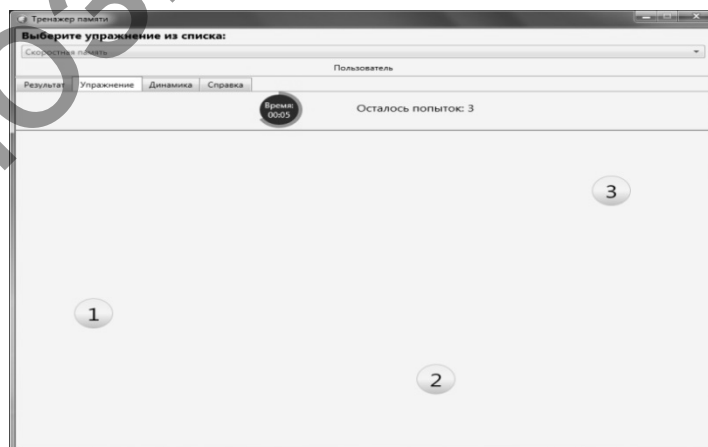 Тренажер памяти
Выберите упражнение из списка:
Скоростная память
Пользователь
Результат Упражнение Динамика Справка
Время:
00:05
Осталось попыток: 3
3
1
2